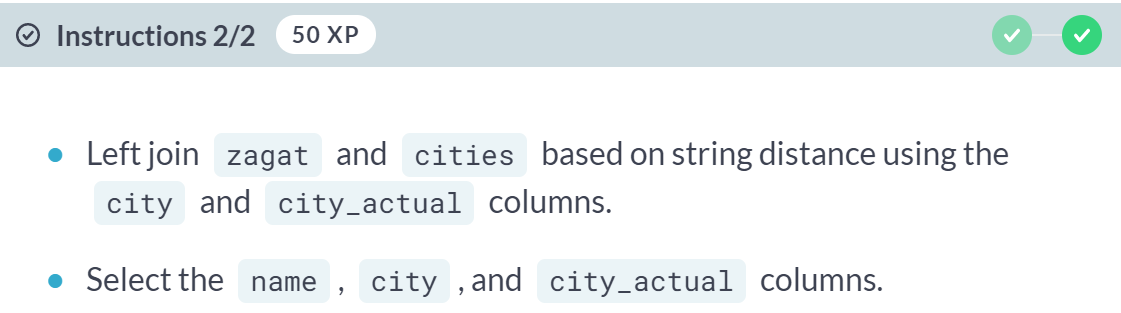 Instructions 2/2 50 XP
Left join zagat and cities based on string distance using the
city and city_actual columns.
Select the name , city , and city_actual columns.